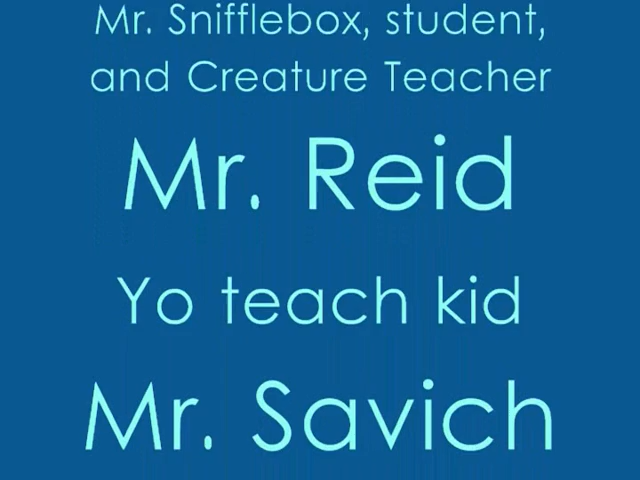 Mr. Snifflebox, student,
and Creature Teacher
Mr. Reid
Yo teach kid
Mr. Savich